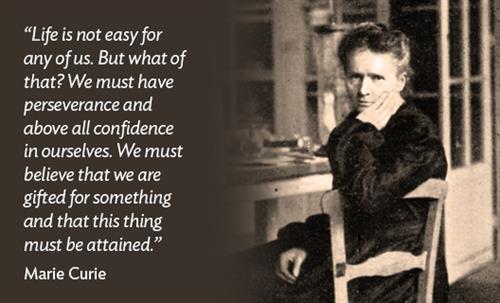 “Life is not easy for
any of us. But what of
that? We must have
perseverance and
above all confidence
in ourselves. We must
believe that we are
gifted for something
and that this thing
must be attained.”
Marie Curie